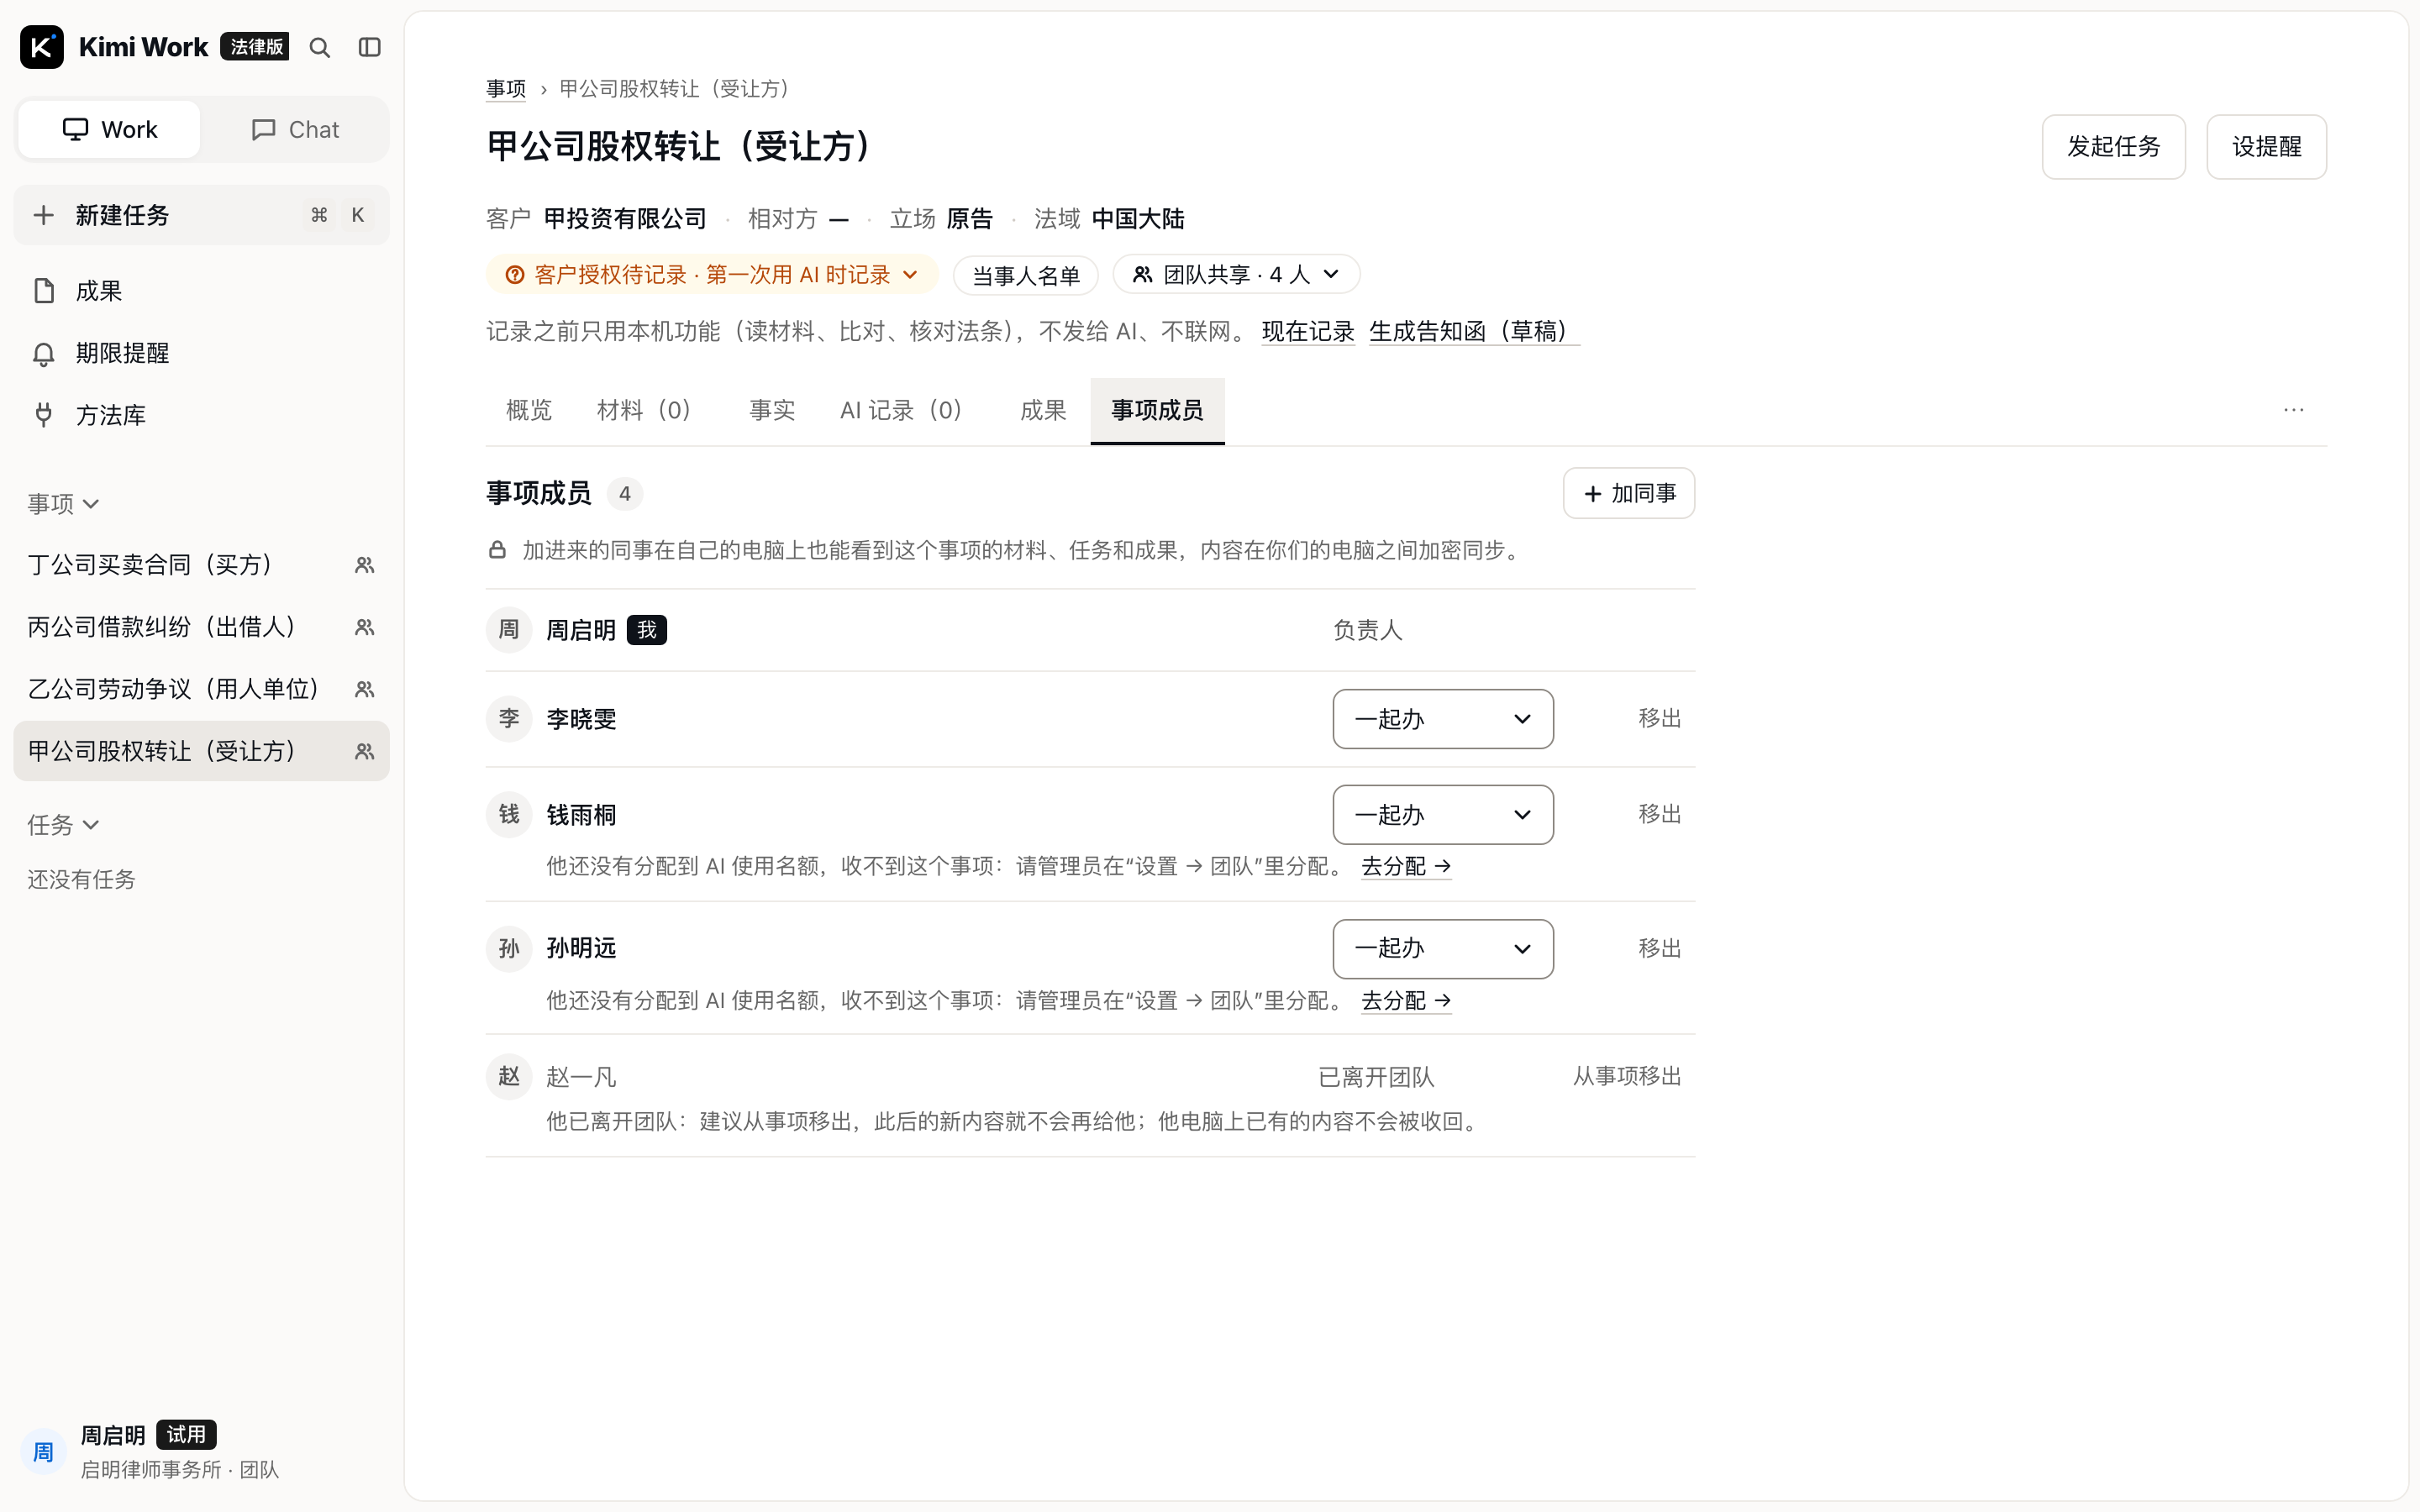 Kimi Work 法律版
Work Chat
新建任务 ⌘ K
成果
期限提醒
方法库
事项
丁公司买卖合同（买方）
丙公司借款纠纷（出借人）
乙公司劳动争议（用人单位）
甲公司股权转让（受让方）
任务
还没有任务
周 周启明 试用
启明律师事务所 · 团队
事项 › 甲公司股权转让（受让方）
甲公司股权转让（受让方） 发起任务 设提醒
客户 甲投资有限公司 · 相对方 — · 立场 原告 · 法域 中国大陆
客户授权待记录 · 第一次用 AI 时记录 当事人名单 团队共享 · 4 人
记录之前只用本机功能（读材料、比对、核对法条），不发给 AI、不联网。 现在记录 生成告知函（草稿）
概览 材料（0） 事实 AI 记录（0） 成果 事项成员 …
事项成员 4 + 加同事
加进来的同事在自己的电脑上也能看到这个事项的材料、任务和成果，内容在你们的电脑之间加密同步。
周 周启明 我 负责人
李 李晓雯 一起办 移出
钱 钱雨桐 一起办 移出
他还没有分配到 AI 使用名额，收不到这个事项：请管理员在“设置 → 团队”里分配。 去分配 →
孙 孙明远 一起办 移出
他还没有分配到 AI 使用名额，收不到这个事项：请管理员在“设置 → 团队”里分配。 去分配 →
赵 赵一凡 已离开团队 从事项移出
他已离开团队：建议从事项移出，此后的新内容就不会再给他；他电脑上已有的内容不会被收回。